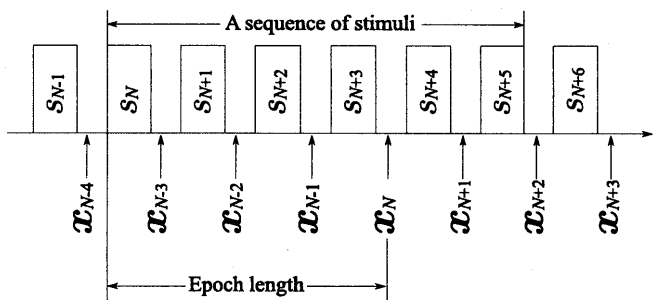 A sequence of stimuli
S_{N-1}
S_N
S_{N+1}
S_{N+2}
S_{N+3}
S_{N+4}
S_{N+5}
S_{N+6}
x_{N-4}
x_{N-3}
x_{N-2}
x_{N-1}
x_N
x_{N+1}
x_{N+2}
x_{N+3}
Epoch length